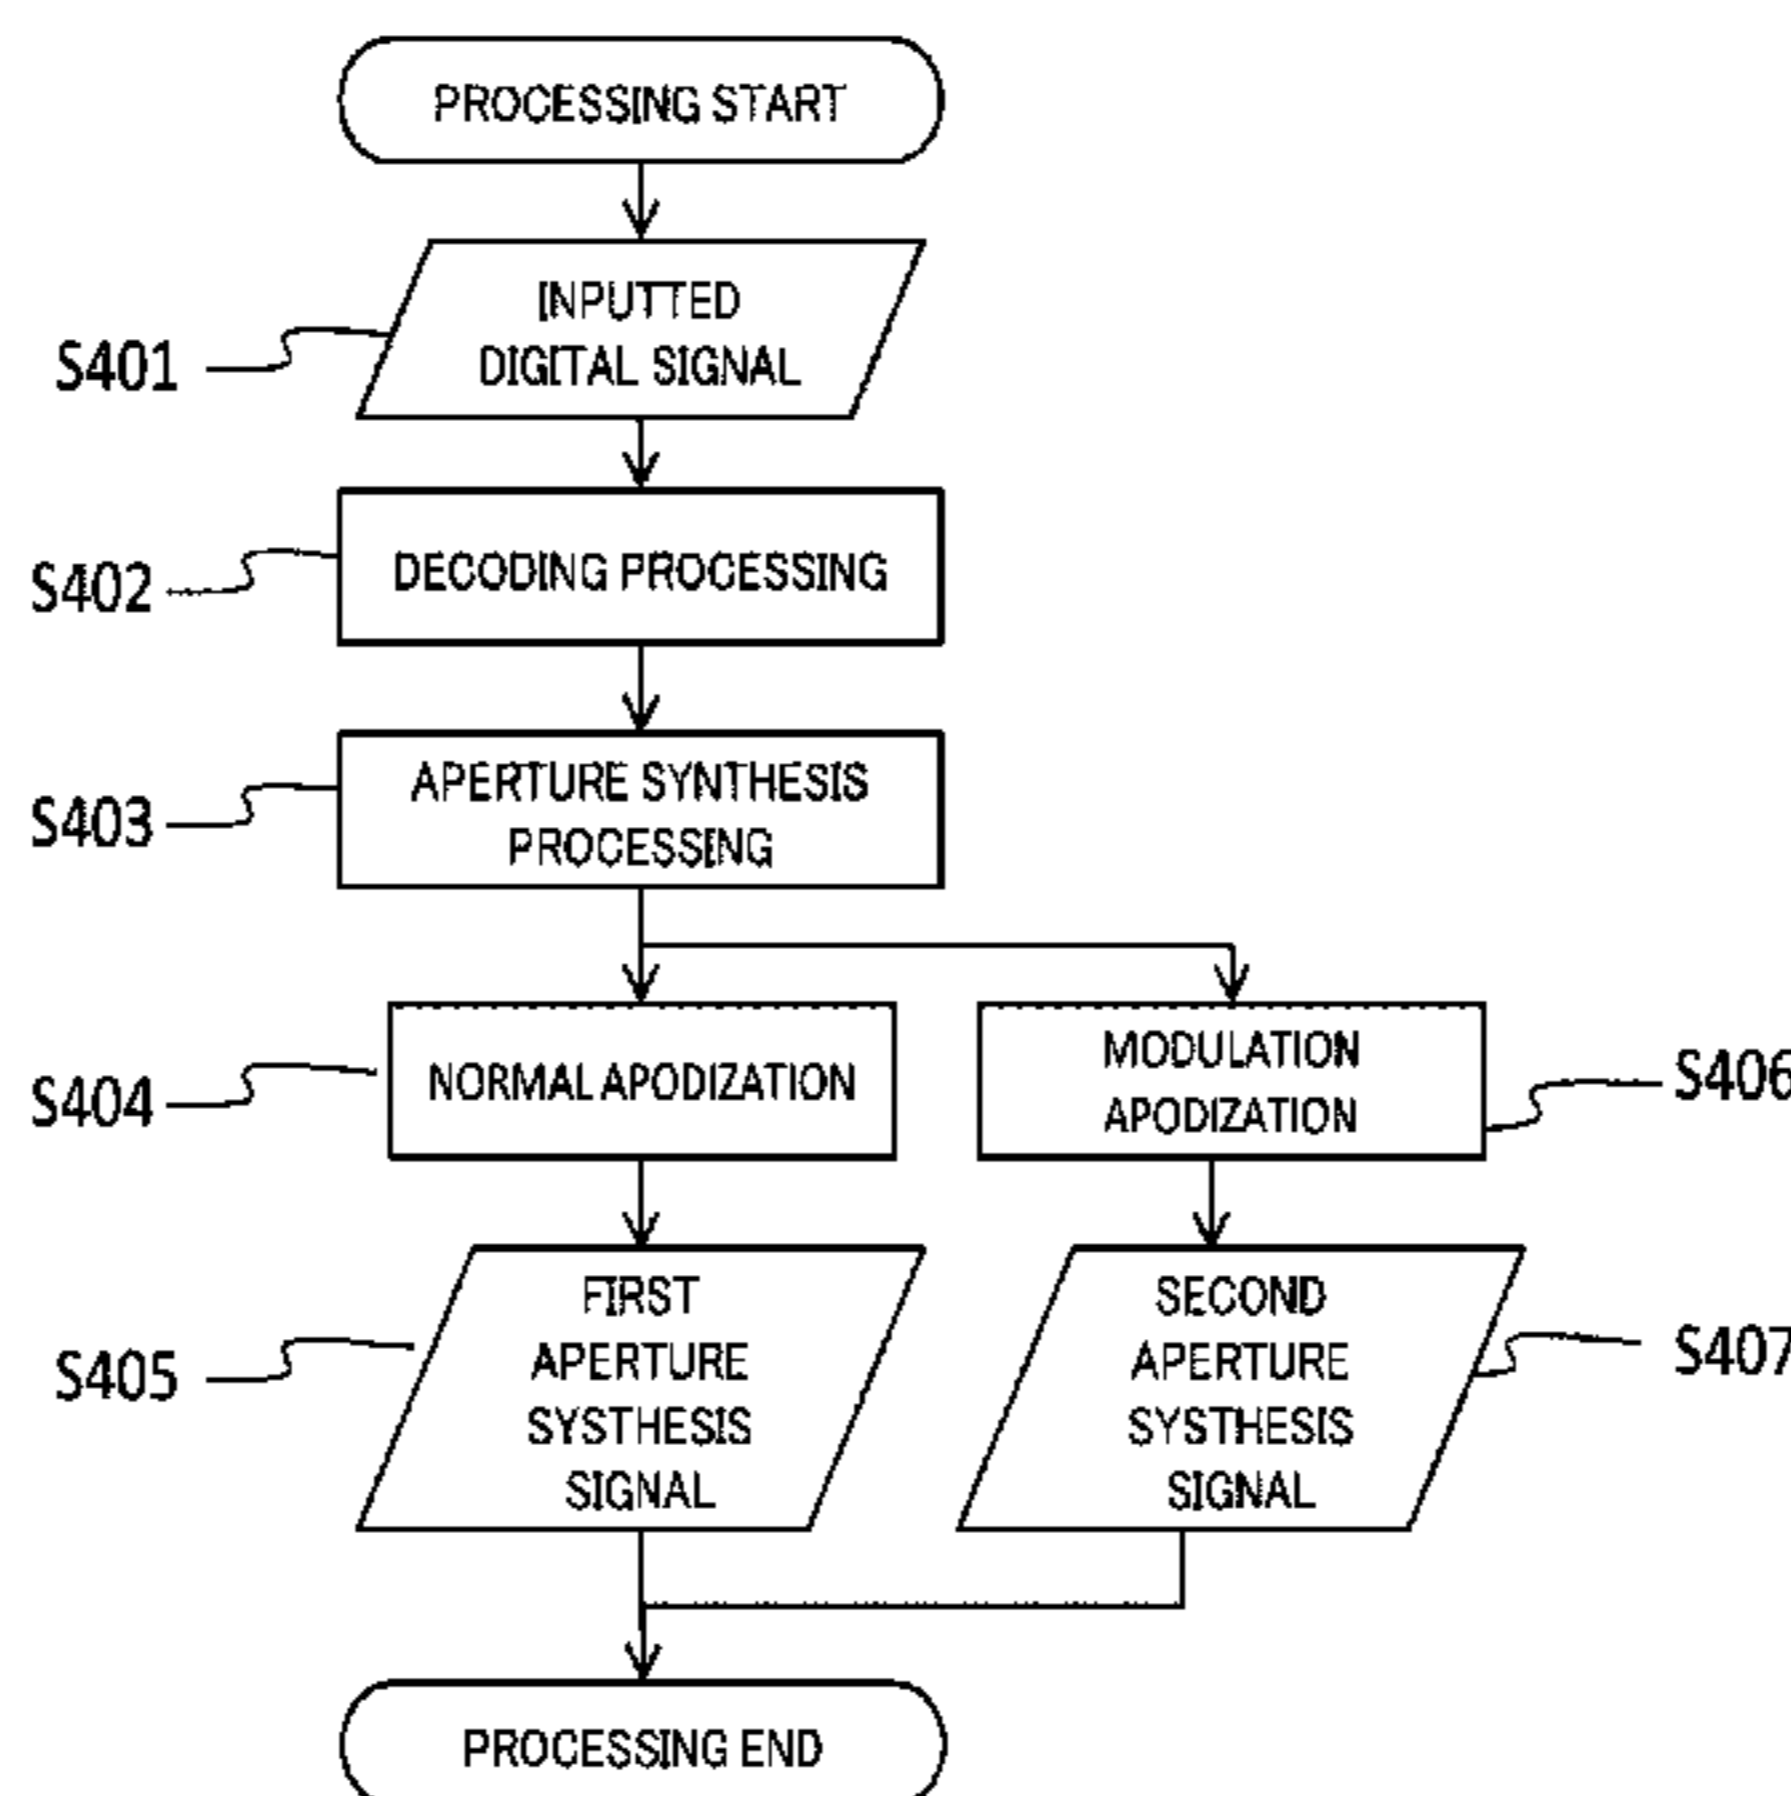 PROCESSING START
INPUTTED
DIGITAL SIGNAL
S401
DECODING PROCESSING
S402
APERTURE SYNTHESIS
PROCESSING
S403
NORMAL APODIZATION
S404
MODULATION
APODIZATION
S406
FIRST
APERTURE
SYSTHESIS
SIGNAL
S405
SECOND
APERTURE
SYSTHESIS
SIGNAL
S407
PROCESSING END